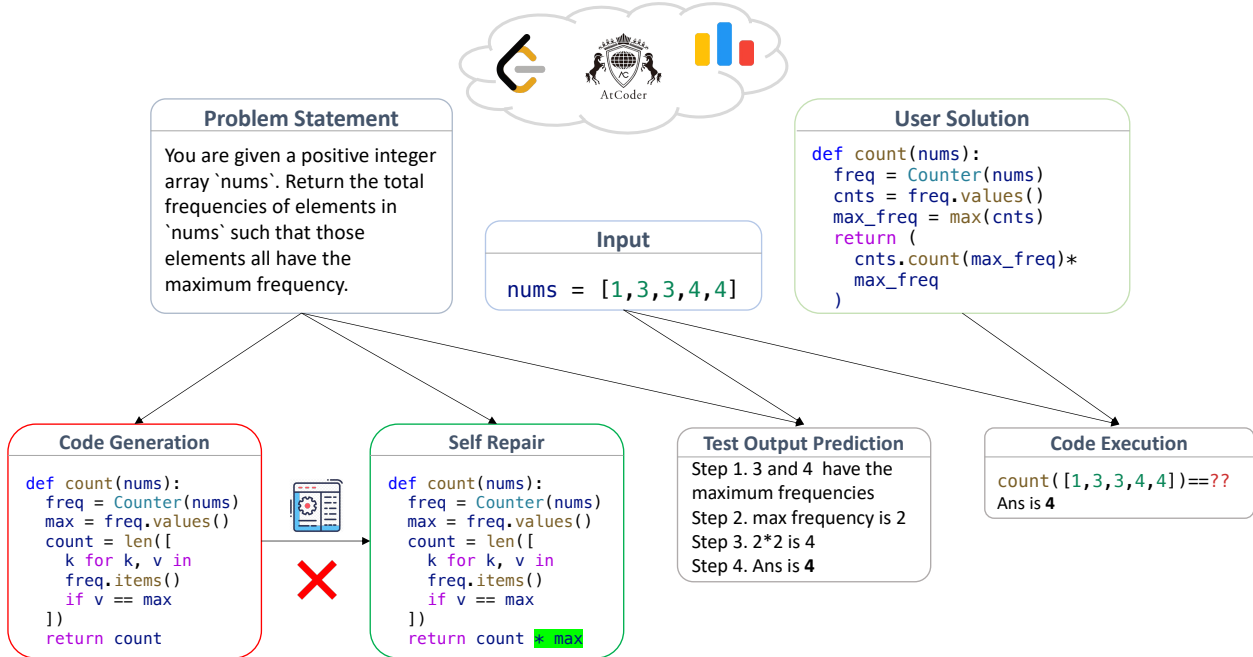 AC
AtCoder
Problem Statement
You are given a positive integer
array `nums`. Return the total
frequencies of elements in
`nums` such that those
elements all have the
maximum frequency.
Input
nums = [1,3,3,4,4]
User Solution
def count(nums):
freq = Counter(nums)
cnts = freq.values()
max_freq = max(cnts)
return (
cnts.count(max_freq)*
max_freq
)
Code Generation
def count(nums):
freq = Counter(nums)
max = freq.values()
count = len([
k for k, v in
freq.items()
if v == max
])
return count
Self Repair
def count(nums):
freq = Counter(nums)
max = freq.values()
count = len([
k for k, v in
freq.items()
if v == max
])
return count * max
Test Output Prediction
Step 1. 3 and 4 have the
maximum frequencies
Step 2. max frequency is 2
Step 3. 2*2 is 4
Step 4. Ans is 4
Code Execution
count([1,3,3,4,4])==??
Ans is 4